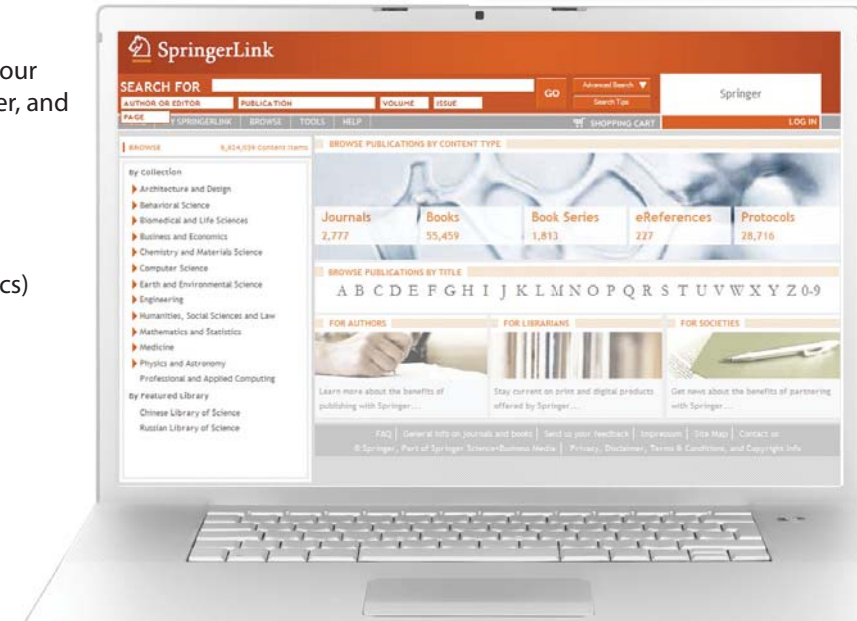 our
er, and
cs)
SpringerLink
SEARCH FOR
GO
Advanced Search
Search Tips
Springer
AUTHOR OR EDITOR PUBLICATION VOLUME ISSUE
PAGE
Y SPRINGERLINK BROWSE TOOLS HELP
SHOPPING CART LOG IN
BROWSE Content Items
By Collection
Architecture and Design
Behavioral Science
Biomedical and Life Sciences
Business and Economics
Chemistry and Materials Science
Computer Science
Earth and Environmental Science
Engineering
Humanities, Social Sciences and Law
Mathematics and Statistics
Medicine
Physics and Astronomy
Professional and Applied Computing
By Featured Library
Chinese Library of Science
Russian Library of Science
BROWSE PUBLICATIONS BY CONTENT TYPE
Journals Books Book Series eReferences Protocols
2,777 55,459 1,813 227 28,716
BROWSE PUBLICATIONS BY TITLE
A B C D E F G H I J K L M N O P Q R S T U V W X Y Z 0-9
FOR AUTHORS FOR LIBRARIANS FOR SOCIETIES
Learn more about the benefits of
publishing with Springer...
Stay current on print and digital products
offered by Springer...
Get news about the benefits of partnering
with Springer...
FAQ | General info on journals and books | Send us your feedback | Impressum | Site Map | Contact us
© Springer, Part of Springer Science+Business Media | Privacy, Disclaimer, Terms & Conditions, and Copyright Info